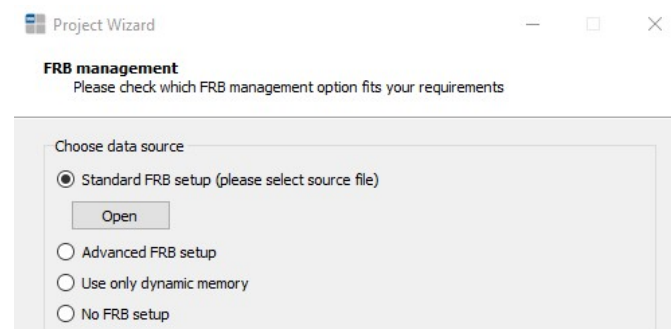 Project Wizard
FRB management
Please check which FRB management option fits your requirements
Choose data source
Standard FRB setup (please select source file)
Open
Advanced FRB setup
Use only dynamic memory
No FRB setup